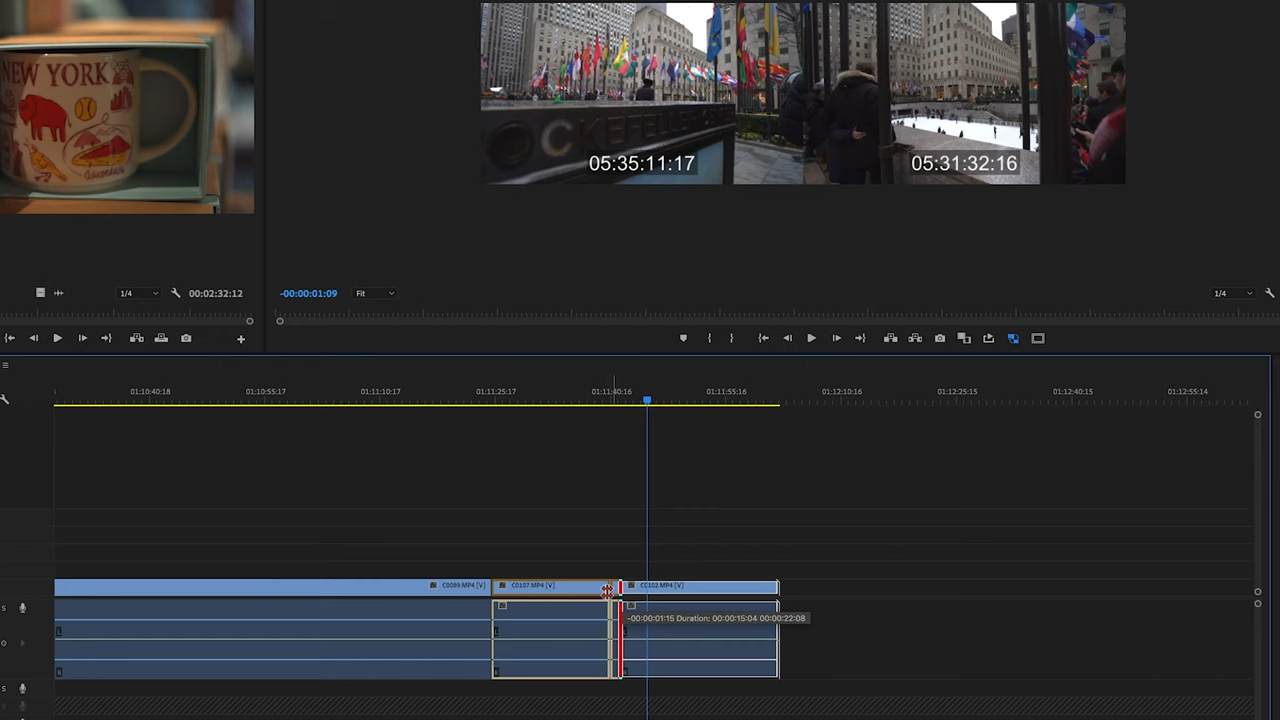 NEW YORK
Adirondack
OCKEFELLER
05:35:11:17
05:31:32:16
1/4
00:02:32:12
-00:00:01:09
Fit
1/4
01:10:40:18
01:10:55:17
01:11:10:17
01:11:25:17
01:11:40:16
01:11:55:16
01:12:10:16
01:12:25:15
01:12:40:15
01:12:55:14
C0089.MP4 [V]
C0107.MP4 [V]
C0102.MP4 [V]
S
-00:00:01:15 Duration: 00:00:15:04 00:00:22:08
L
L
R
R
S
S